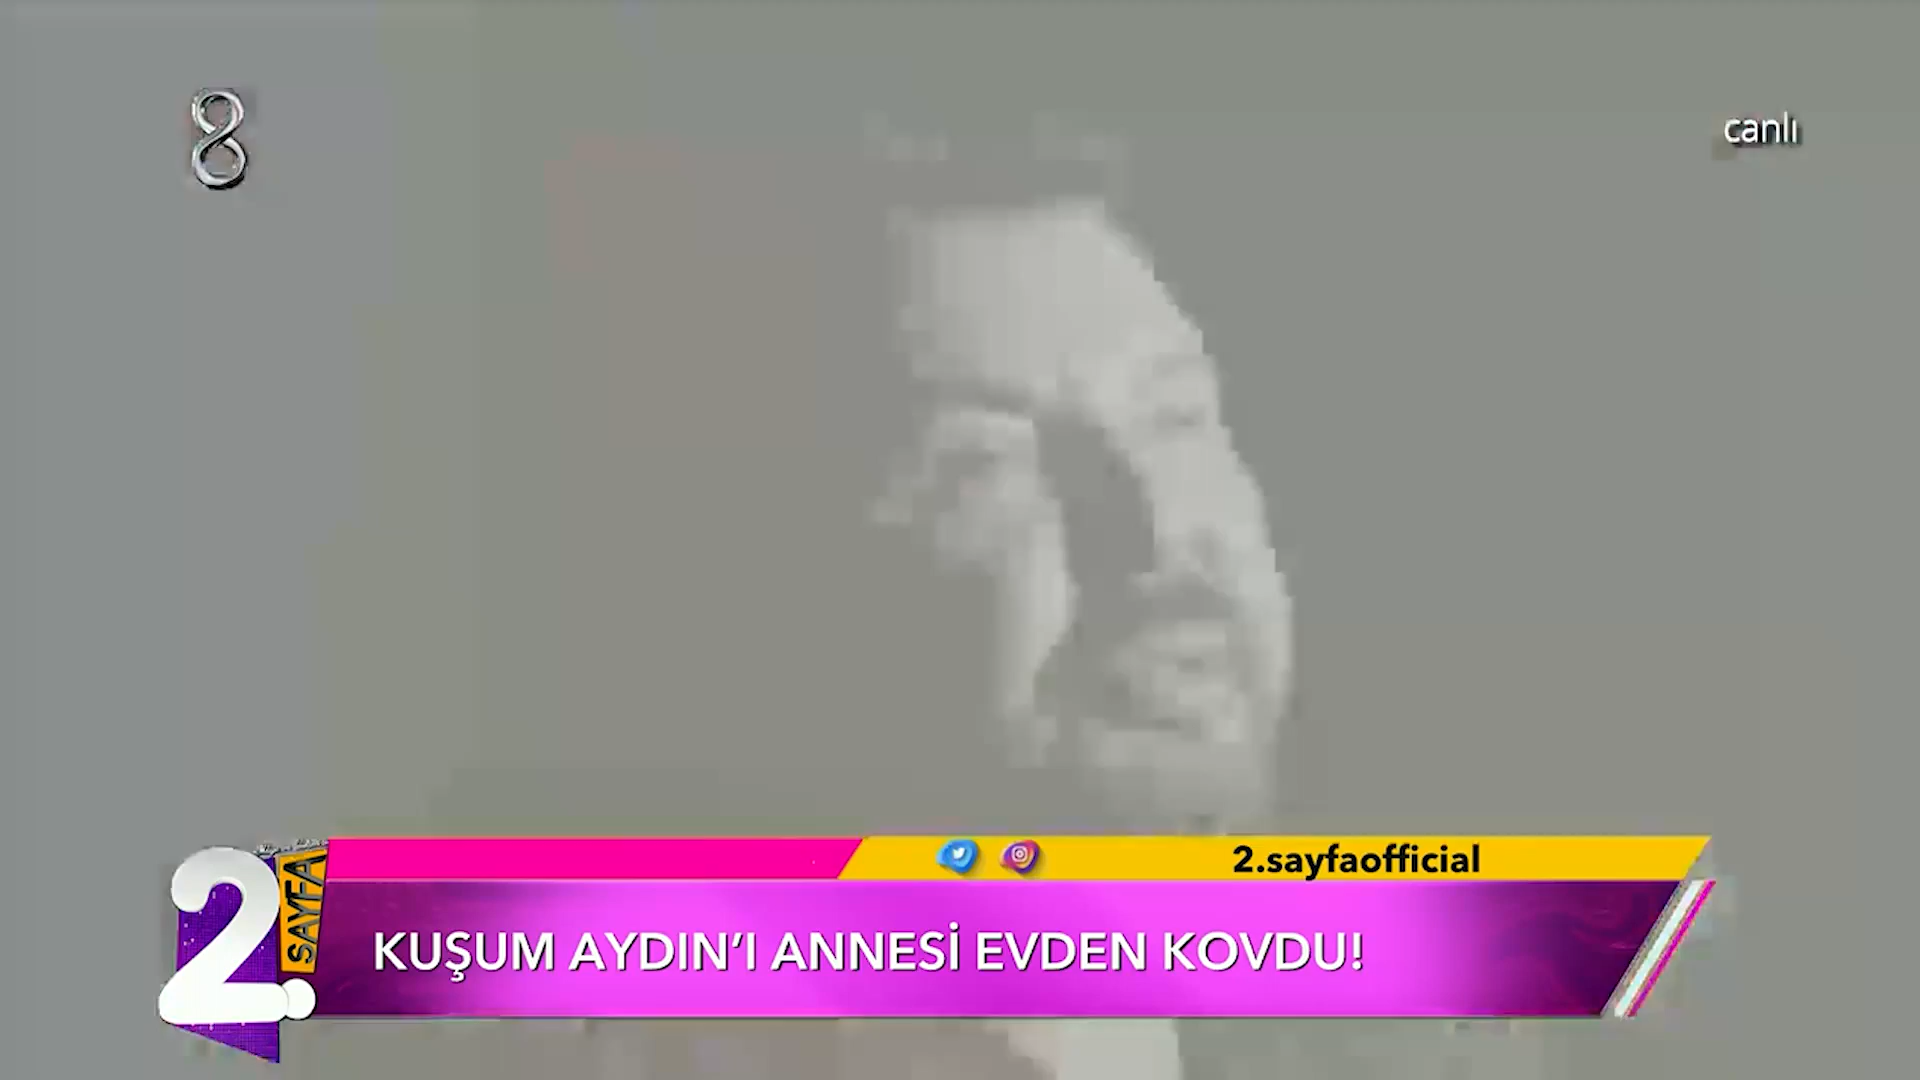 8
canlı
2.sayfaofficial
2. SAYFA
KUŞUM AYDIN’I ANNESİ EVDEN KOVDU!